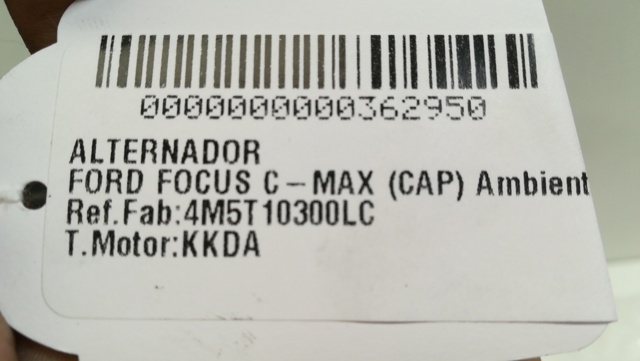 0000000000362950
ALTERNADOR
FORD FOCUS C-MAX (CAP) Ambient
Ref.Fab:4M5T10300LC
T.Motor:KKDA